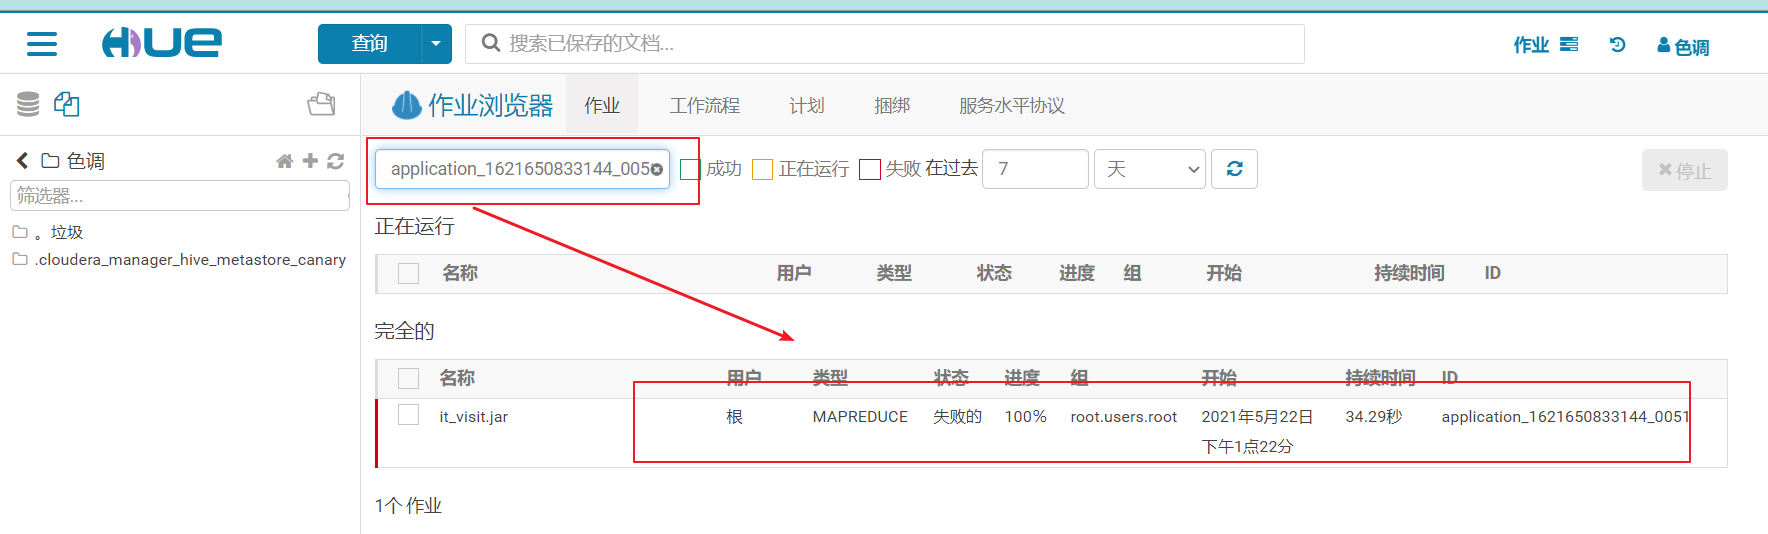 HUE 查询 搜索已保存的文档... 作业 色调
作业浏览器 作业 工作流程 计划 捆绑 服务水平协议
色调
筛选器...
。垃圾
.cloudera_manager_hive_metastore_canary
application_1621650833144_005 成功 正在运行 失败 在过去 7 天 停止
正在运行
名称 用户 类型 状态 进度 组 开始 持续时间 ID
完全的
名称 用户 类型 状态 进度 组 开始 持续时间 ID
it_visit.jar 根 MAPREDUCE 失败的 100% root.users.root 2021年5月22日 34.29秒 application_1621650833144_0051
下午1点22分
1个 作业